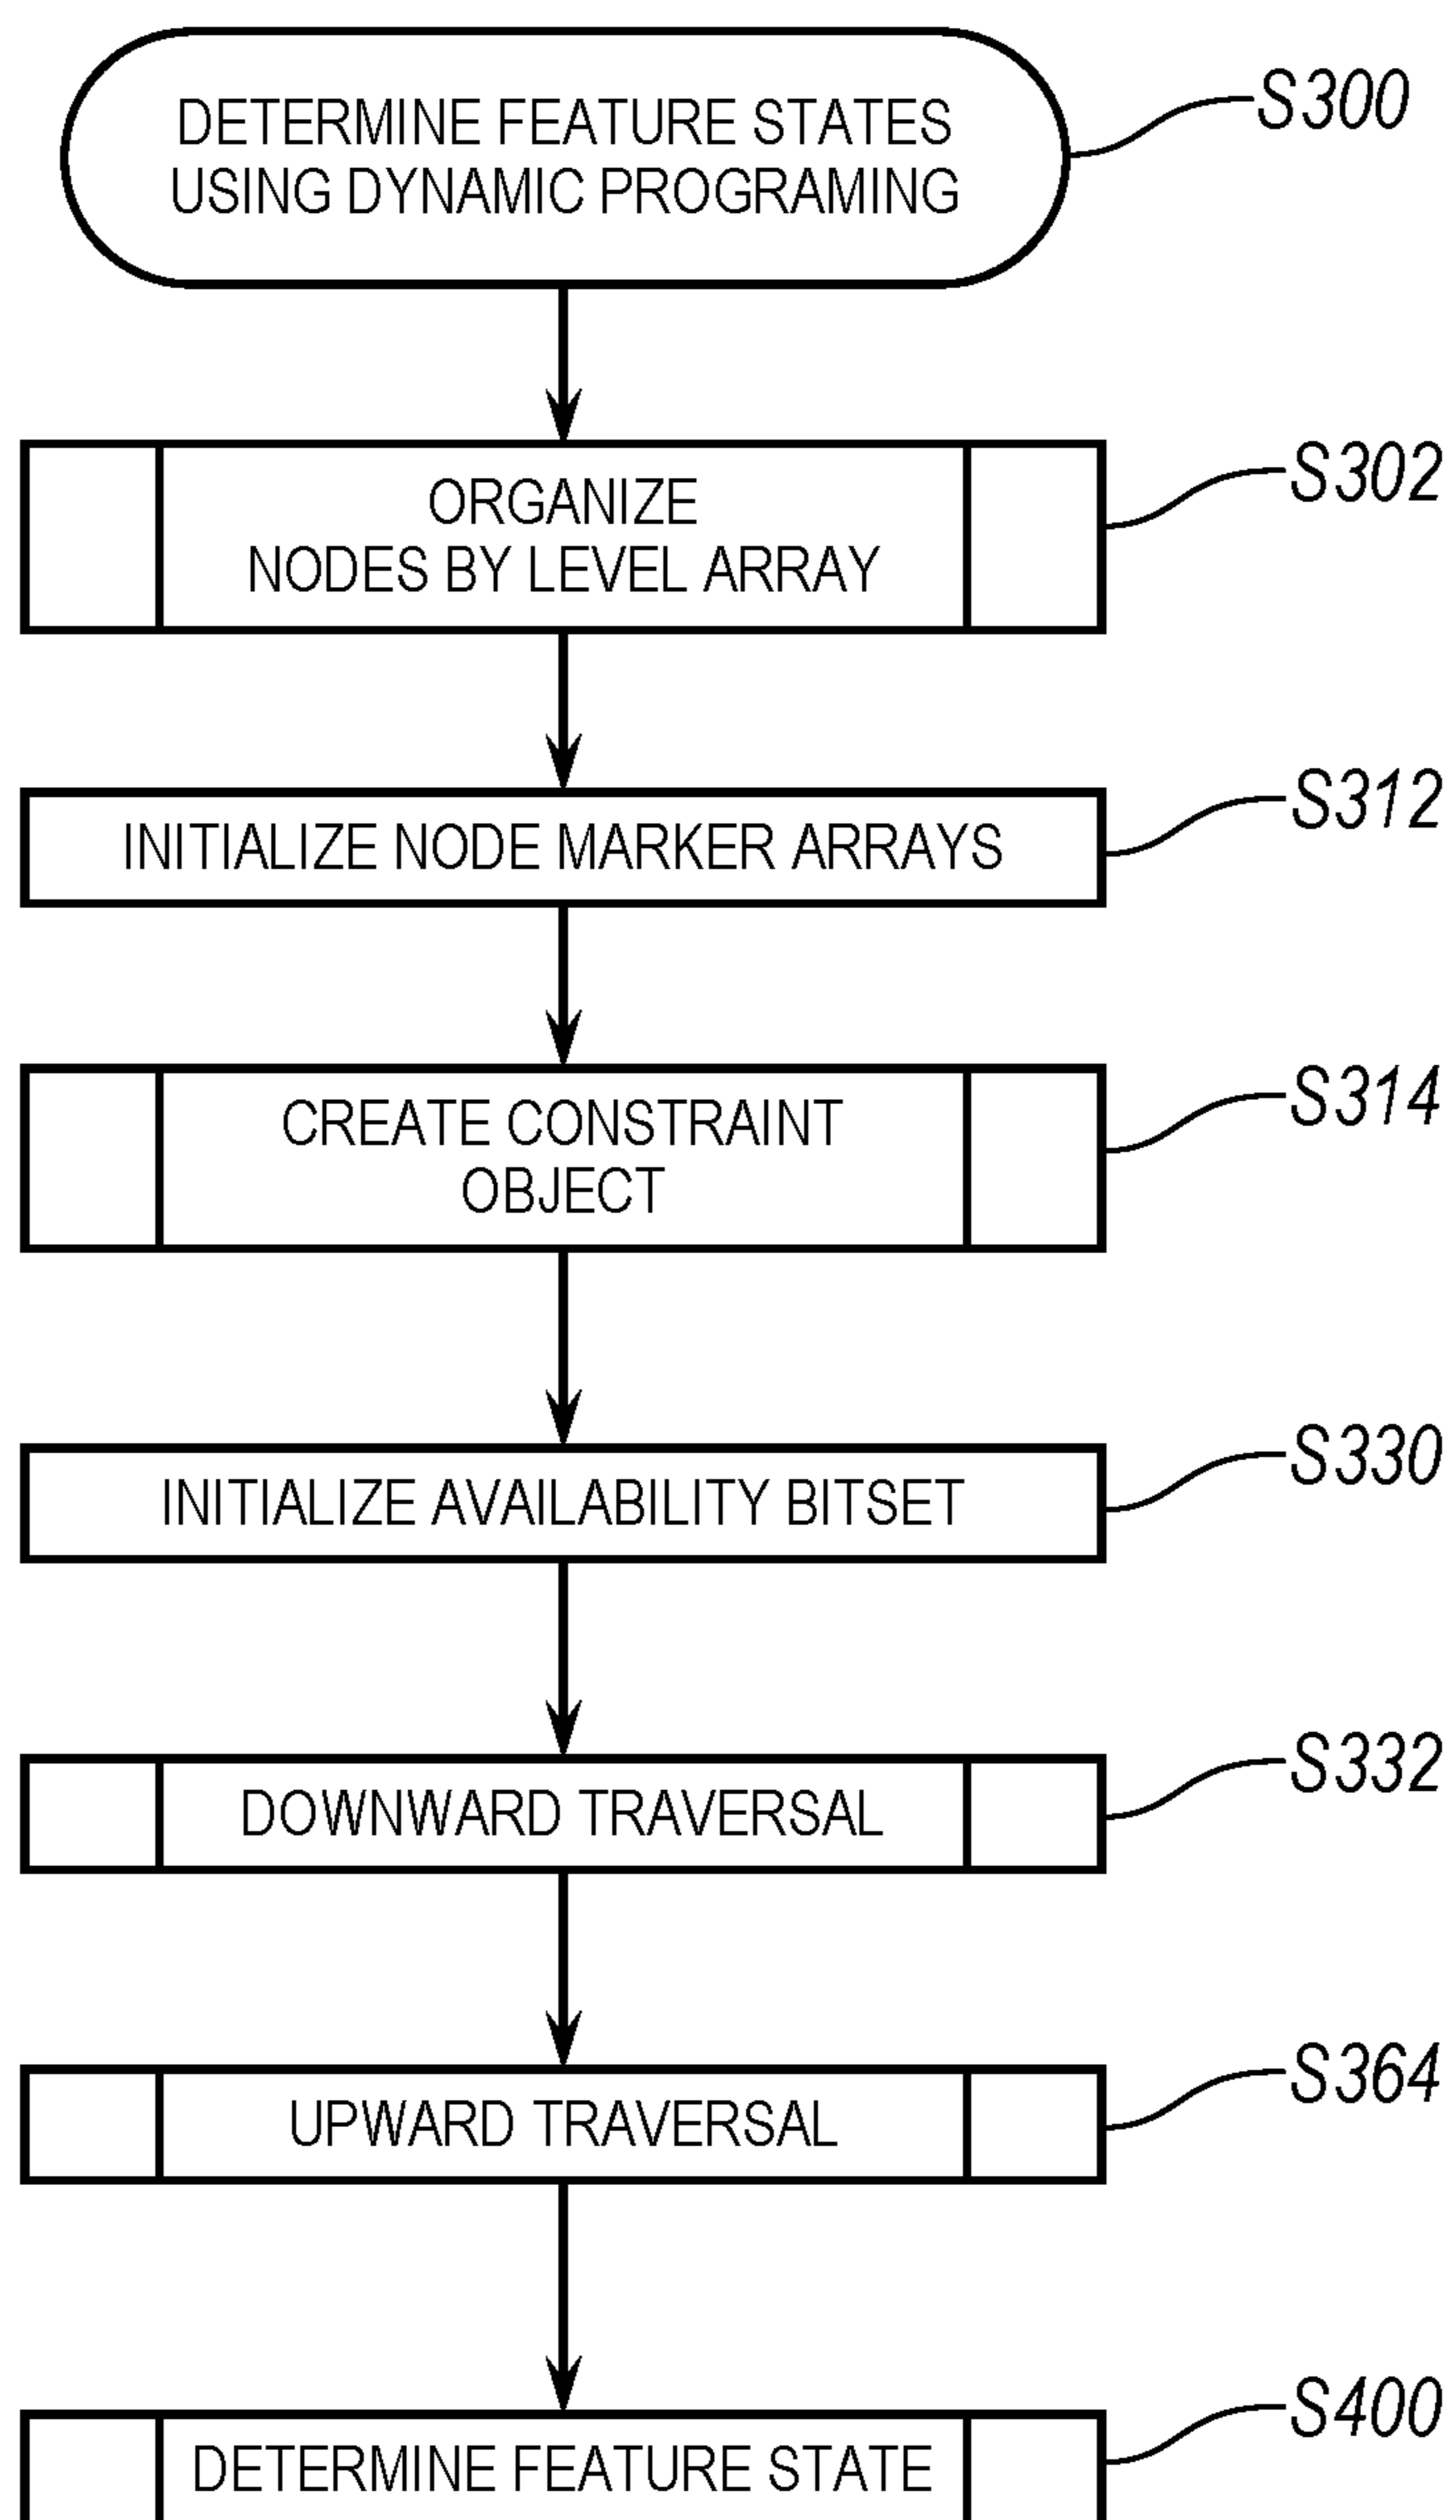 DETERMINE FEATURE STATES
USING DYNAMIC PROGRAMING
S300
ORGANIZE
NODES BY LEVEL ARRAY
S302
INITIALIZE NODE MARKER ARRAYS
S312
CREATE CONSTRAINT
OBJECT
S314
INITIALIZE AVAILABILITY BITSET
S330
DOWNWARD TRAVERSAL
S332
UPWARD TRAVERSAL
S364
DETERMINE FEATURE STATE
S400